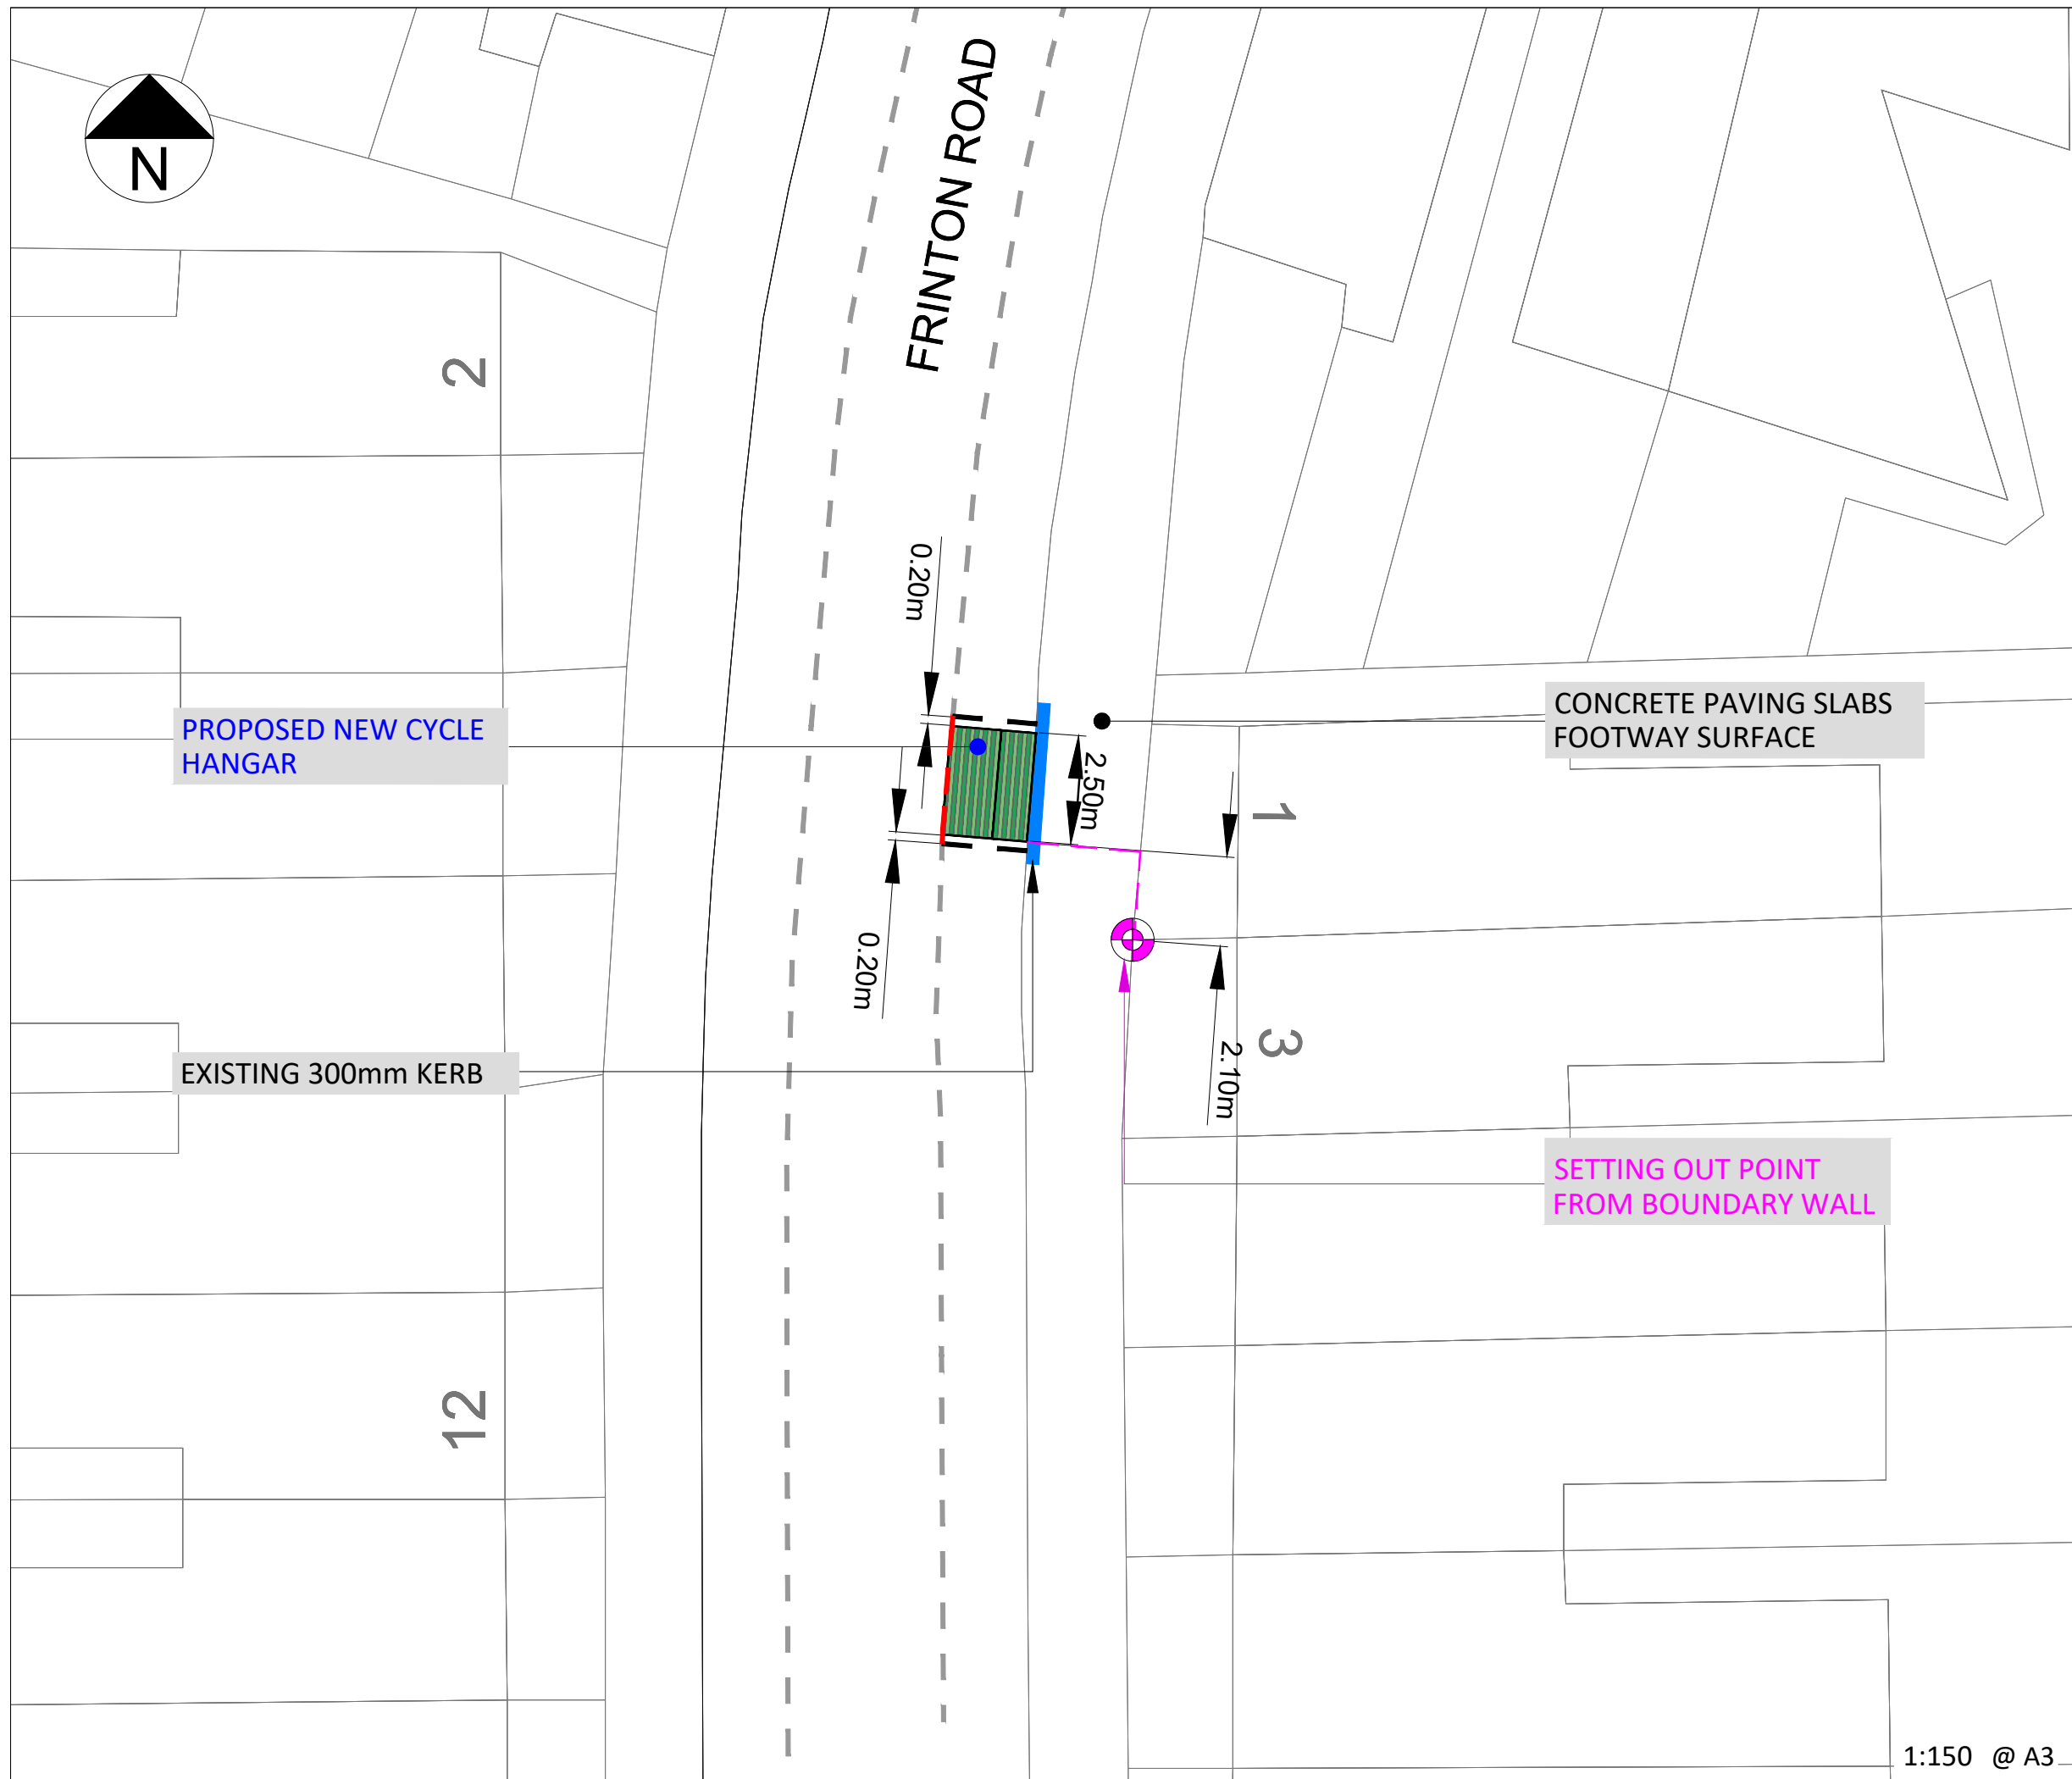 N
FRINTON ROAD
2
0.20m
PROPOSED NEW CYCLE
HANGAR
CONCRETE PAVING SLABS
FOOTWAY SURFACE
2.50m
1
0.20m
3
2.10m
EXISTING 300mm KERB
SETTING OUT POINT
FROM BOUNDARY WALL
12
1:150 @ A3